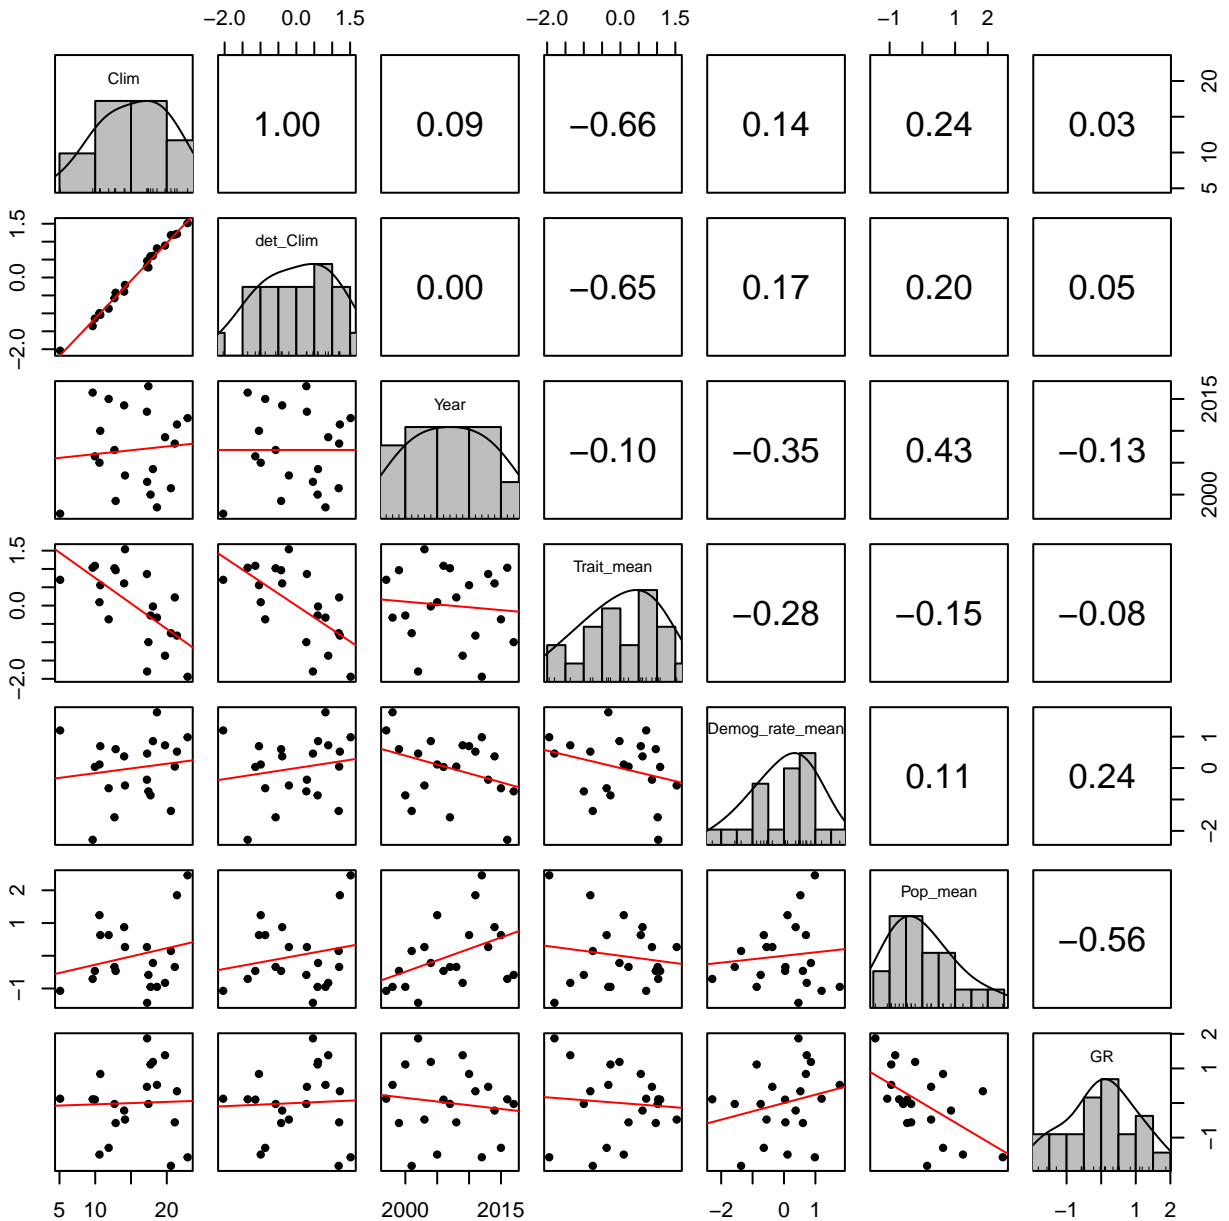 −2.0 0.0 1.5 −2.0 0.0 1.5 −1 1 2
Clim 1.00 0.09 −0.66 0.14 0.24 0.03 5 10 20
−2.0 0.0 1.5 det_Clim 0.00 −0.65 0.17 0.20 0.05
Year −0.10 −0.35 0.43 −0.13 2000 2015
−2.0 0.0 1.5 Trait_mean −0.28 −0.15 −0.08
Demog_rate_mean 0.11 0.24 −2 0 1
−1 1 2 Pop_mean −0.56
GR −1 1 2
5 10 20 2000 2015 −2 0 1 −1 1